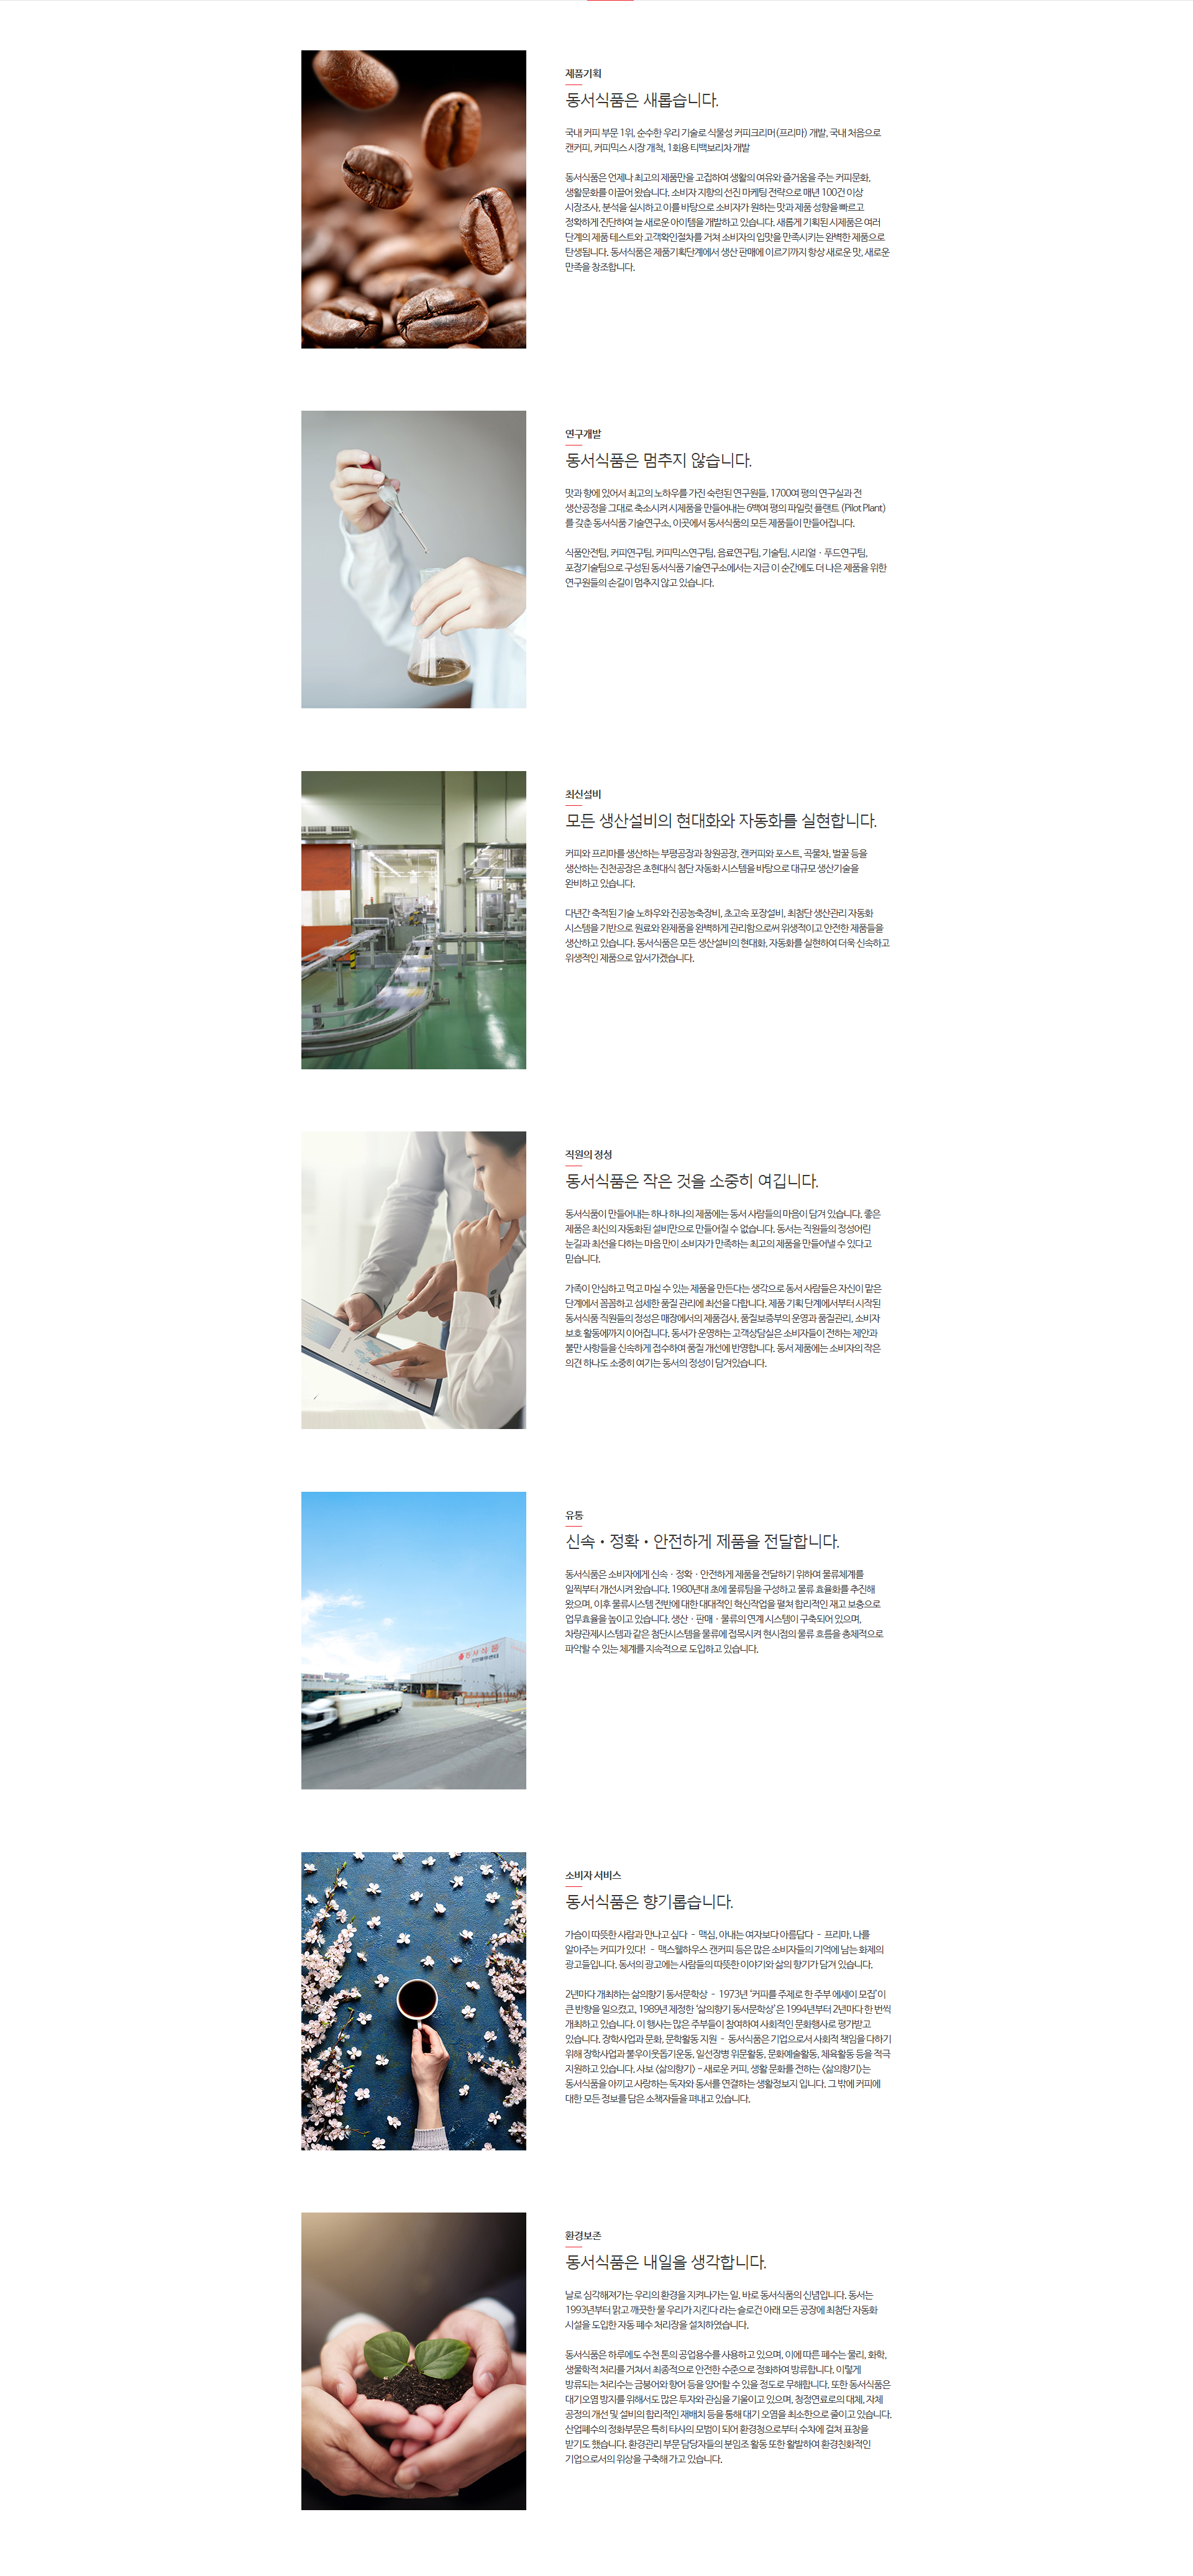 제품기획
동서식품은 새롭습니다.
국내 커피 부문 1위, 순수한 우리 기술로 식물성 커피크리머(프리마) 개발, 국내 처음으로
캔커피, 커피믹스 시장 개척, 1회용 티백보리차 개발
동서식품은 언제나 최고의 제품만을 고집하여 생활의 여유와 즐거움을 주는 커피문화,
생활문화를 이끌어 왔습니다. 소비자 지향의 선진 마케팅 전략으로 매년 100건 이상
시장조사, 분석을 실시하고 이를 바탕으로 소비자가 원하는 맛과 제품 성향을 빠르고
정확하게 진단하여 늘 새로운 아이템을 개발하고 있습니다. 새롭게 기획된 시제품은 여러
단계의 제품 테스트와 고객확인절차를 거쳐 소비자의 입맛을 만족시키는 완벽한 제품으로
탄생됩니다. 동서식품은 제품기획단계에서 생산 판매에 이르기까지 항상 새로운 맛, 새로운
만족을 창조합니다.
연구개발
동서식품은 멈추지 않습니다.
맛과 향에 있어서 최고의 노하우를 가진 숙련된 연구원들, 1700여 평의 연구실과 전
생산공정을 그대로 축소시켜 시제품을 만들어내는 6백여 평의 파일럿 플랜트 (Pilot Plant)
를 갖춘 동서식품 기술연구소, 이곳에서 동서식품의 모든 제품들이 만들어집니다.
식품안전팀, 커피연구팀, 커피믹스연구팀, 음료연구팀, 기술팀, 시리얼 · 푸드연구팀,
포장기술팀으로 구성된 동서식품 기술연구소에서는 지금 이 순간에도 더 나은 제품을 위한
연구원들의 손길이 멈추지 않고 있습니다.
최신설비
모든 생산설비의 현대화와 자동화를 실현합니다.
커피와 프리마를 생산하는 부평공장과 창원공장, 캔커피와 포스트, 곡물차, 벌꿀 등을
생산하는 진천공장은 초현대식 첨단 자동화 시스템을 바탕으로 대규모 생산기술을
완비하고 있습니다.
다년간 축적된 기술 노하우와 진공농축장비, 초고속 포장설비, 최첨단 생산관리 자동화
시스템을 기반으로 원료와 완제품을 완벽하게 관리함으로써 위생적이고 안전한 제품들을
생산하고 있습니다. 동서식품은 모든 생산설비의 현대화, 자동화를 실현하여 더욱 신속하고
위생적인 제품으로 앞서가겠습니다.
직원의 정성
동서식품은 작은 것을 소중히 여깁니다.
동서식품이 만들어내는 하나 하나의 제품에는 동서 사람들의 마음이 담겨 있습니다. 좋은
제품은 최신의 자동화된 설비만으로 만들어질 수 없습니다. 동서는 직원들의 정성어린
눈길과 최선을 다하는 마음 만이 소비자가 만족하는 최고의 제품을 만들어낼 수 있다고
믿습니다.
가족이 안심하고 먹고 마실 수 있는 제품을 만든다는 생각으로 동서 사람들은 자신이 맡은
단계에서 꼼꼼하고 섬세한 품질 관리에 최선을 다합니다. 제품 기획 단계에서부터 시작된
동서식품 직원들의 정성은 매장에서의 제품검사, 품질보증부의 운영과 품질관리, 소비자
보호 활동에까지 이어집니다. 동서가 운영하는 고객상담실은 소비자들이 전하는 제안과
불만 사항들을 신속하게 접수하여 품질 개선에 반영합니다. 동서 제품에는 소비자의 작은
의견 하나도 소중히 여기는 동서의 정성이 담겨있습니다.
유통
신속 • 정확 • 안전하게 제품을 전달합니다.
동서식품은 소비자에게 신속 · 정확 · 안전하게 제품을 전달하기 위하여 물류체계를
일찍부터 개선시켜 왔습니다. 1980년대 초에 물류팀을 구성하고 물류 효율화를 추진해
왔으며, 이후 물류시스템 전반에 대한 대대적인 혁신작업을 펼쳐 합리적인 재고 보충으로
업무효율을 높이고 있습니다. 생산 · 판매 · 물류의 연계 시스템이 구축되어 있으며,
차량관제시스템과 같은 첨단시스템을 물류에 접목시켜 현시점의 물류 흐름을 총체적으로
파악할 수 있는 체계를 지속적으로 도입하고 있습니다.
동서식품
소비자 서비스
동서식품은 향기롭습니다.
가슴이 따뜻한 사람과 만나고 싶다 - 맥심, 아내는 여자보다 아름답다 - 프리마, 나를
알아주는 커피가 있다! - 맥스웰하우스 캔커피 등은 많은 소비자들의 기억에 남는 화제의
광고들입니다. 동서의 광고에는 사람들의 따뜻한 이야기와 삶의 향기가 담겨 있습니다.
2년마다 개최하는 삶의향기 동서문학상 - 1973년 '커피를 주제로 한 주부 에세이 모집'이
큰 반향을 일으켰고, 1989년 제정한 '삶의향기 동서문학상'은 1994년부터 2년마다 한 번씩
개최하고 있습니다. 이 행사는 많은 주부들이 참여하여 사회적인 문화행사로 평가받고
있습니다. 장학사업과 문화, 문학활동 지원 - 동서식품은 기업으로서 사회적 책임을 다하기
위해 장학사업과 불우이웃돕기운동, 일선장병 위문활동, 문화예술활동, 체육활동 등을 적극
지원하고 있습니다. 사보 <삶의향기> - 새로운 커피, 생활 문화를 전하는 <삶의향기>는
동서식품을 아끼고 사랑하는 독자와 동서를 연결하는 생활정보지 입니다. 그 밖에 커피에
대한 모든 정보를 담은 소책자들을 펴내고 있습니다.
환경보존
동서식품은 내일을 생각합니다.
날로 심각해져가는 우리의 환경을 지켜나가는 일. 바로 동서식품의 신념입니다. 동서는
1993년부터 맑고 깨끗한 물 우리가 지킨다 라는 슬로건 아래 모든 공장에 최첨단 자동화
시설을 도입한 자동 폐수 처리장을 설치하였습니다.
동서식품은 하루에도 수천 톤의 공업용수를 사용하고 있으며, 이에 따른 폐수는 물리, 화학,
생물학적 처리를 거쳐서 최종적으로 안전한 수준으로 정화하여 방류합니다. 이렇게
방류되는 처리수는 금붕어와 향어 등을 양어할 수 있을 정도로 무해합니다. 또한 동서식품은
대기오염 방지를 위해서도 많은 투자와 관심을 기울이고 있으며, 청정연료로의 대체, 자체
공정의 개선 및 설비의 합리적인 재배치 등을 통해 대기 오염을 최소한으로 줄이고 있습니다.
산업폐수의 정화부문은 특히 타사의 모범이 되어 환경청으로부터 수차에 걸쳐 표창을
받기도 했습니다. 환경관리 부문 담당자들의 분임조 활동 또한 활발하여 환경친화적인
기업으로서의 위상을 구축해 가고 있습니다.